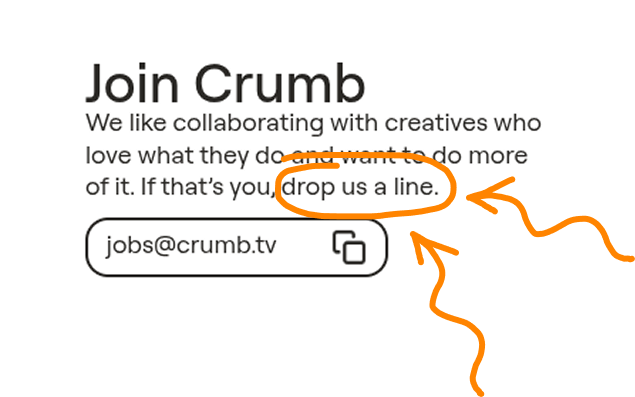 Join Crumb
We like collaborating with creatives who
love what they do and want to do more
of it. If that’s you, drop us a line.
jobs@crumb.tv